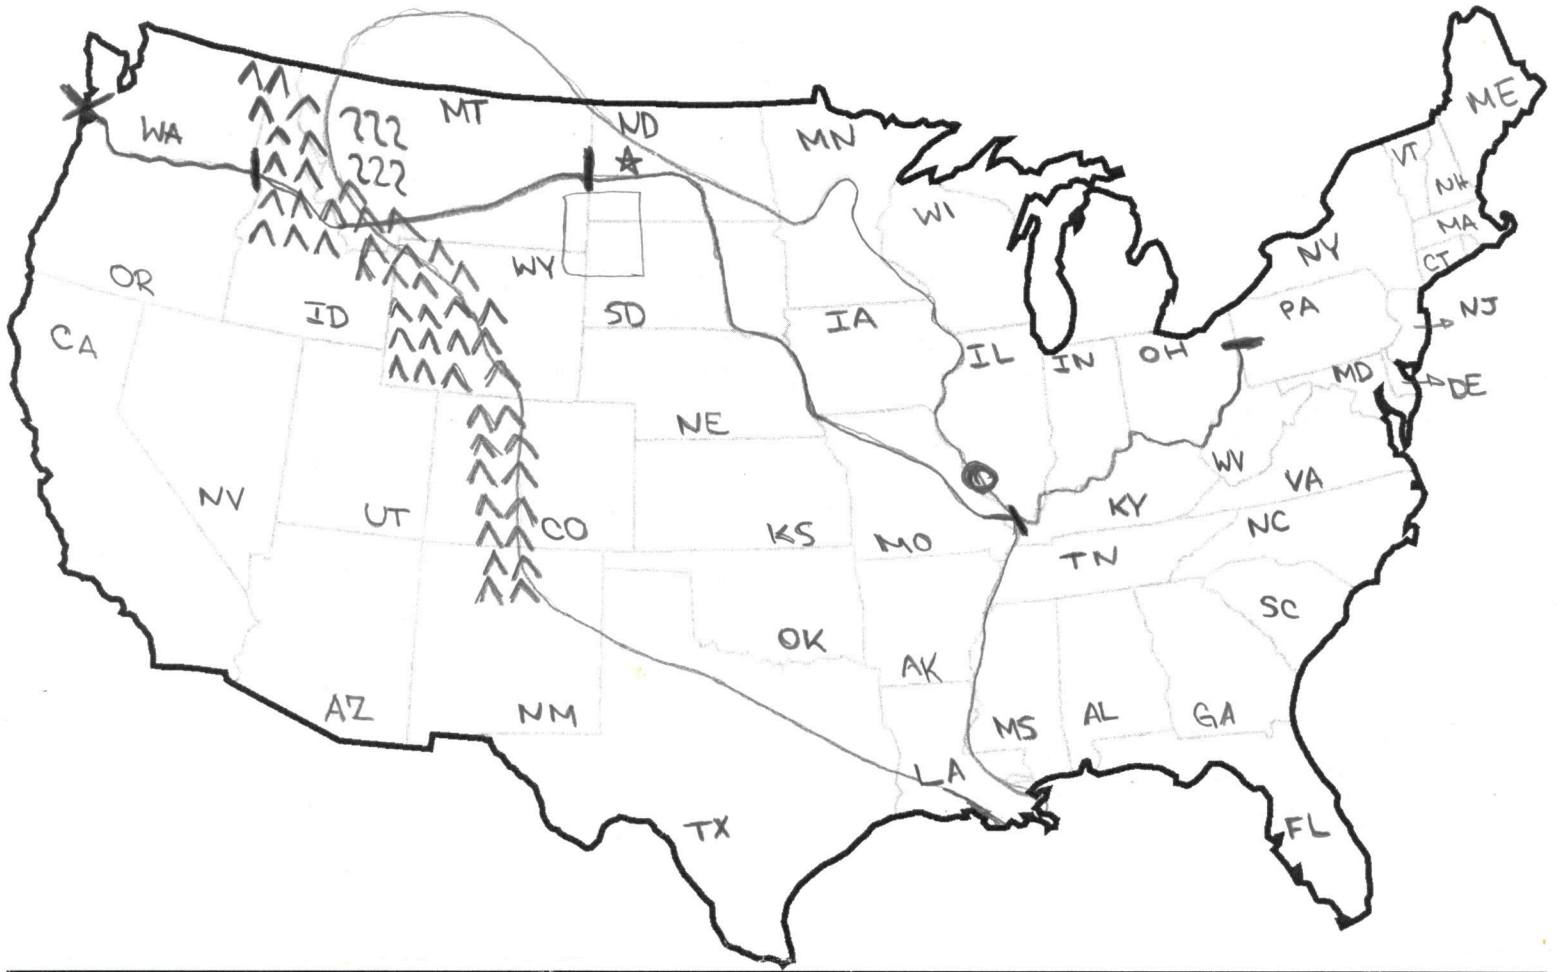 ME
MT
WA
ND
MN
VT
NH
WI
MA
NY
CT
WY
OR
ID
SD
IA
PA
NJ
CA
IL
IN
OH
MD
DE
NE
WV
VA
NV
UT
CO
KS
MO
KY
NC
TN
SC
OK
AK
AZ
NM
MS
AL
GA
LA
TX
FL
???
???